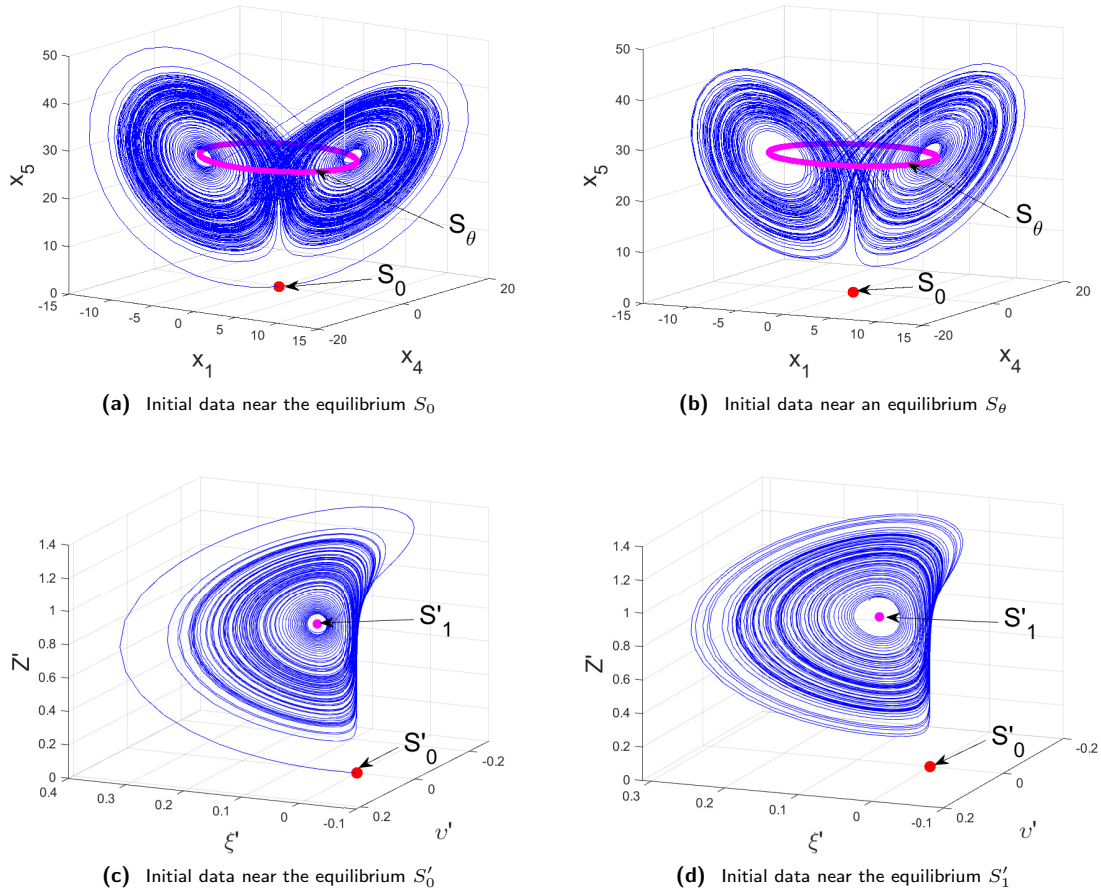 50
40
30
20
10
0
x5
Sθ
S0
-15
-10
-5
0
5
10
15
-20
0
20
x1
x4
(a) Initial data near the equilibrium S0
50
40
30
20
10
0
x5
Sθ
S0
-15
-10
-5
0
5
10
15
-20
0
20
x1
x4
(b) Initial data near an equilibrium Sθ
1.4
1.2
1
0.8
0.6
0.4
0.2
0
Z'
S'1
S'0
0.4
0.3
0.2
0.1
0
-0.1
0.2
0
-0.2
ξ'
υ'
(c) Initial data near the equilibrium S′0
1.4
1.2
1
0.8
0.6
0.4
0.2
0
Z'
S'1
S'0
0.3
0.2
0.1
0
-0.1
0.2
0
-0.2
ξ'
υ'
(d) Initial data near the equilibrium S′1